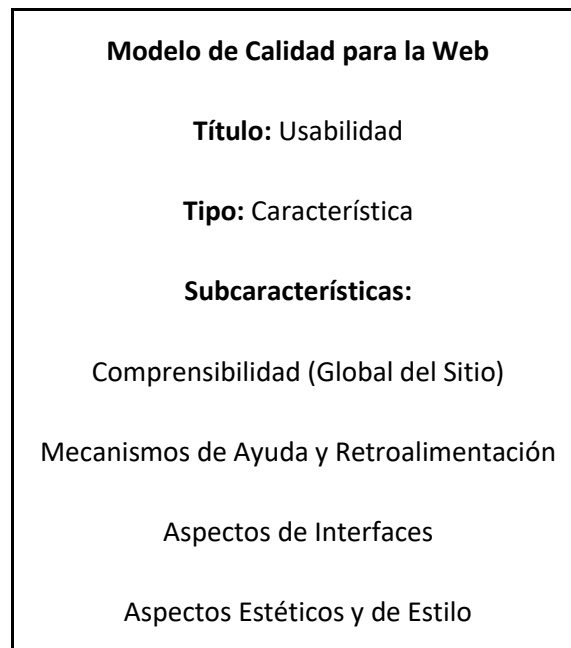 Modelo de Calidad para la Web
Título: Usabilidad
Tipo: Característica
Subcaracterísticas:
Comprensibilidad (Global del Sitio)
Mecanismos de Ayuda y Retroalimentación
Aspectos de Interfaces
Aspectos Estéticos y de Estilo